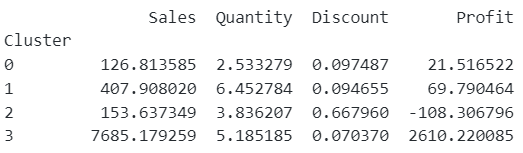 Sales Quantity Discount Profit
Cluster
0 126.813585 2.533279 0.097487 21.516522
1 407.908020 6.452784 0.094655 69.790464
2 153.637349 3.836207 0.667960 -108.306796
3 7685.179259 5.185185 0.070370 2610.220085